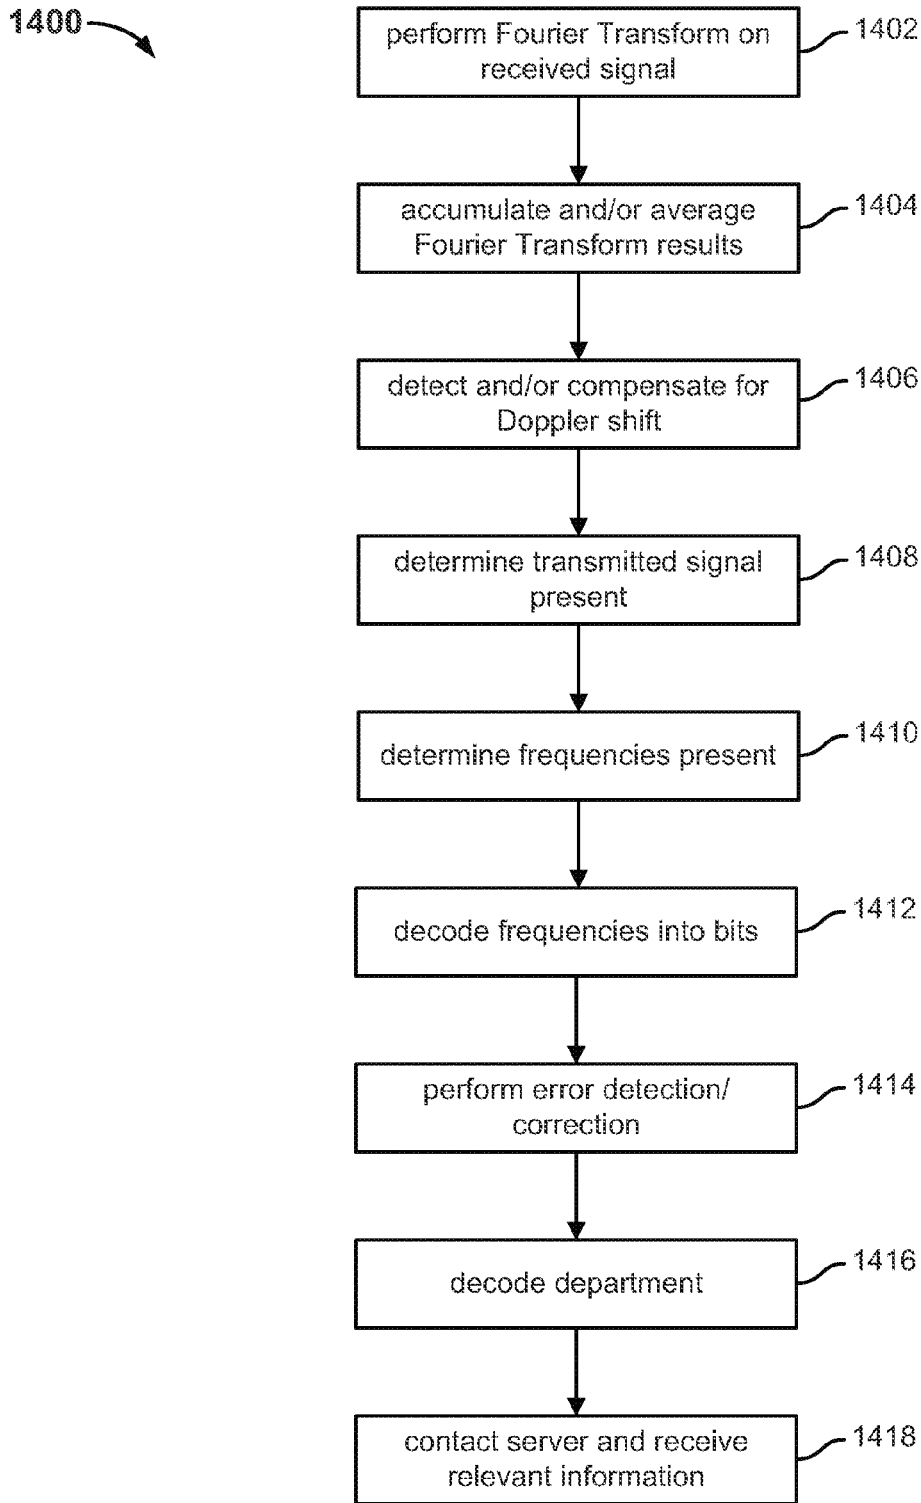 1400
perform Fourier Transform on
received signal
1402
accumulate and/or average
Fourier Transform results
1404
detect and/or compensate for
Doppler shift
1406
determine transmitted signal
present
1408
determine frequencies present
1410
decode frequencies into bits
1412
perform error detection/
correction
1414
decode department
1416
contact server and receive
relevant information
1418